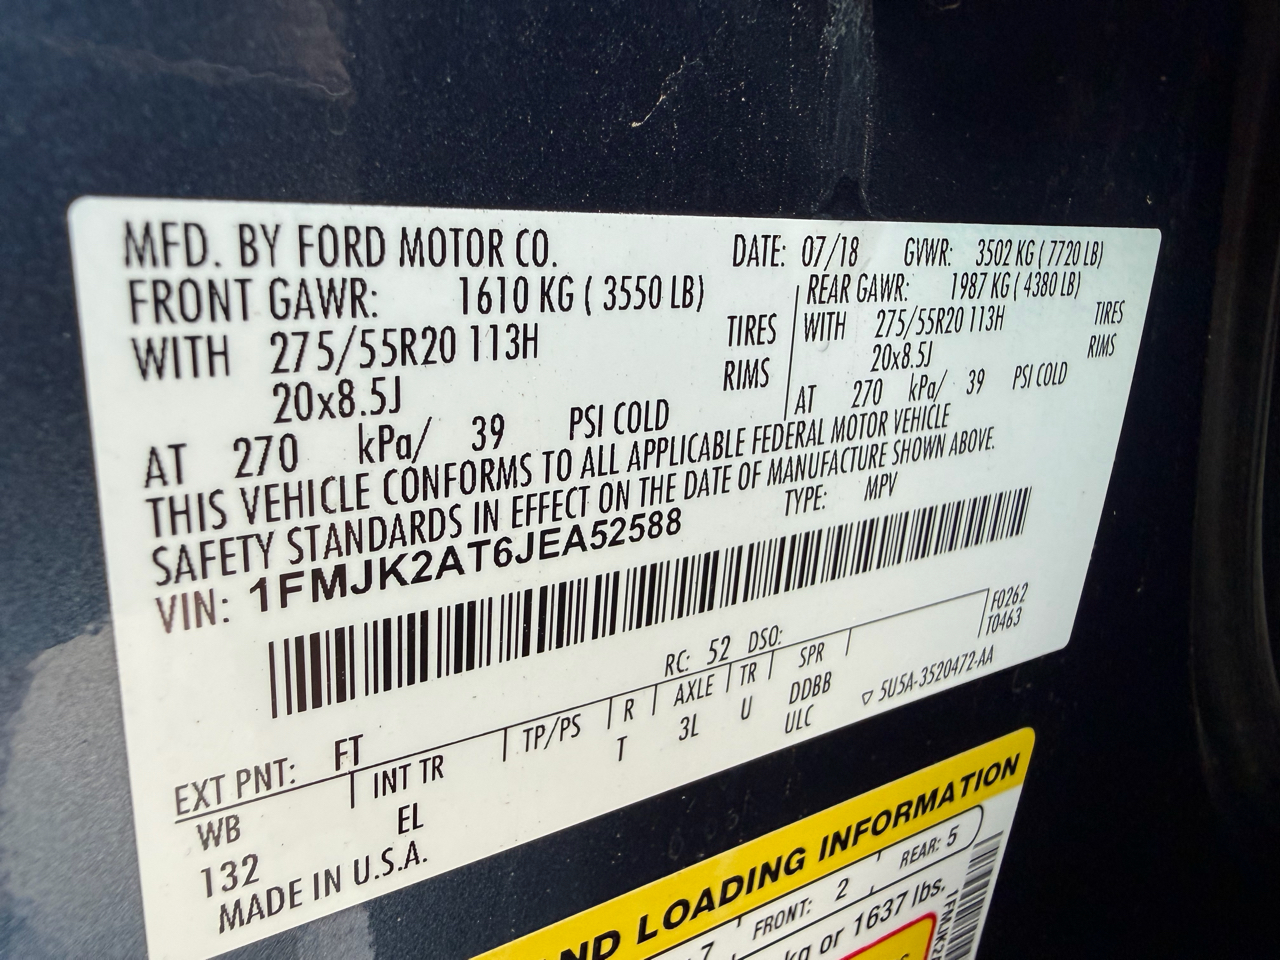 MFD. BY FORD MOTOR CO. DATE: 07/18 GVWR: 3502 KG ( 7720 LB)
FRONT GAWR: 1610 KG ( 3550 LB) REAR GAWR: 1987 KG ( 4380 LB)
WITH 275/55R20 113H TIRES WITH 275/55R20 113H TIRES
20x8.5J RIMS 20x8.5J RIMS
AT 270 kPa/ 39 PSI COLD AT 270 kPa/ 39 PSI COLD
THIS VEHICLE CONFORMS TO ALL APPLICABLE FEDERAL MOTOR VEHICLE
SAFETY STANDARDS IN EFFECT ON THE DATE OF MANUFACTURE SHOWN ABOVE.
VIN: 1FMJK2AT6JEA52588 TYPE: MPV
F0262
T0463
EXT PNT: FT RC: 52 DSO:
WB INT TR TP/PS R AXLE TR SPR
132 EL T 3L U DDBB
ULC
MADE IN U.S.A. ▽ 5U5A-3520472-AA
ND LOADING INFORMATION
7 FRONT: 2 REAR: 5
kg or 1637 lbs.
1FMJK2